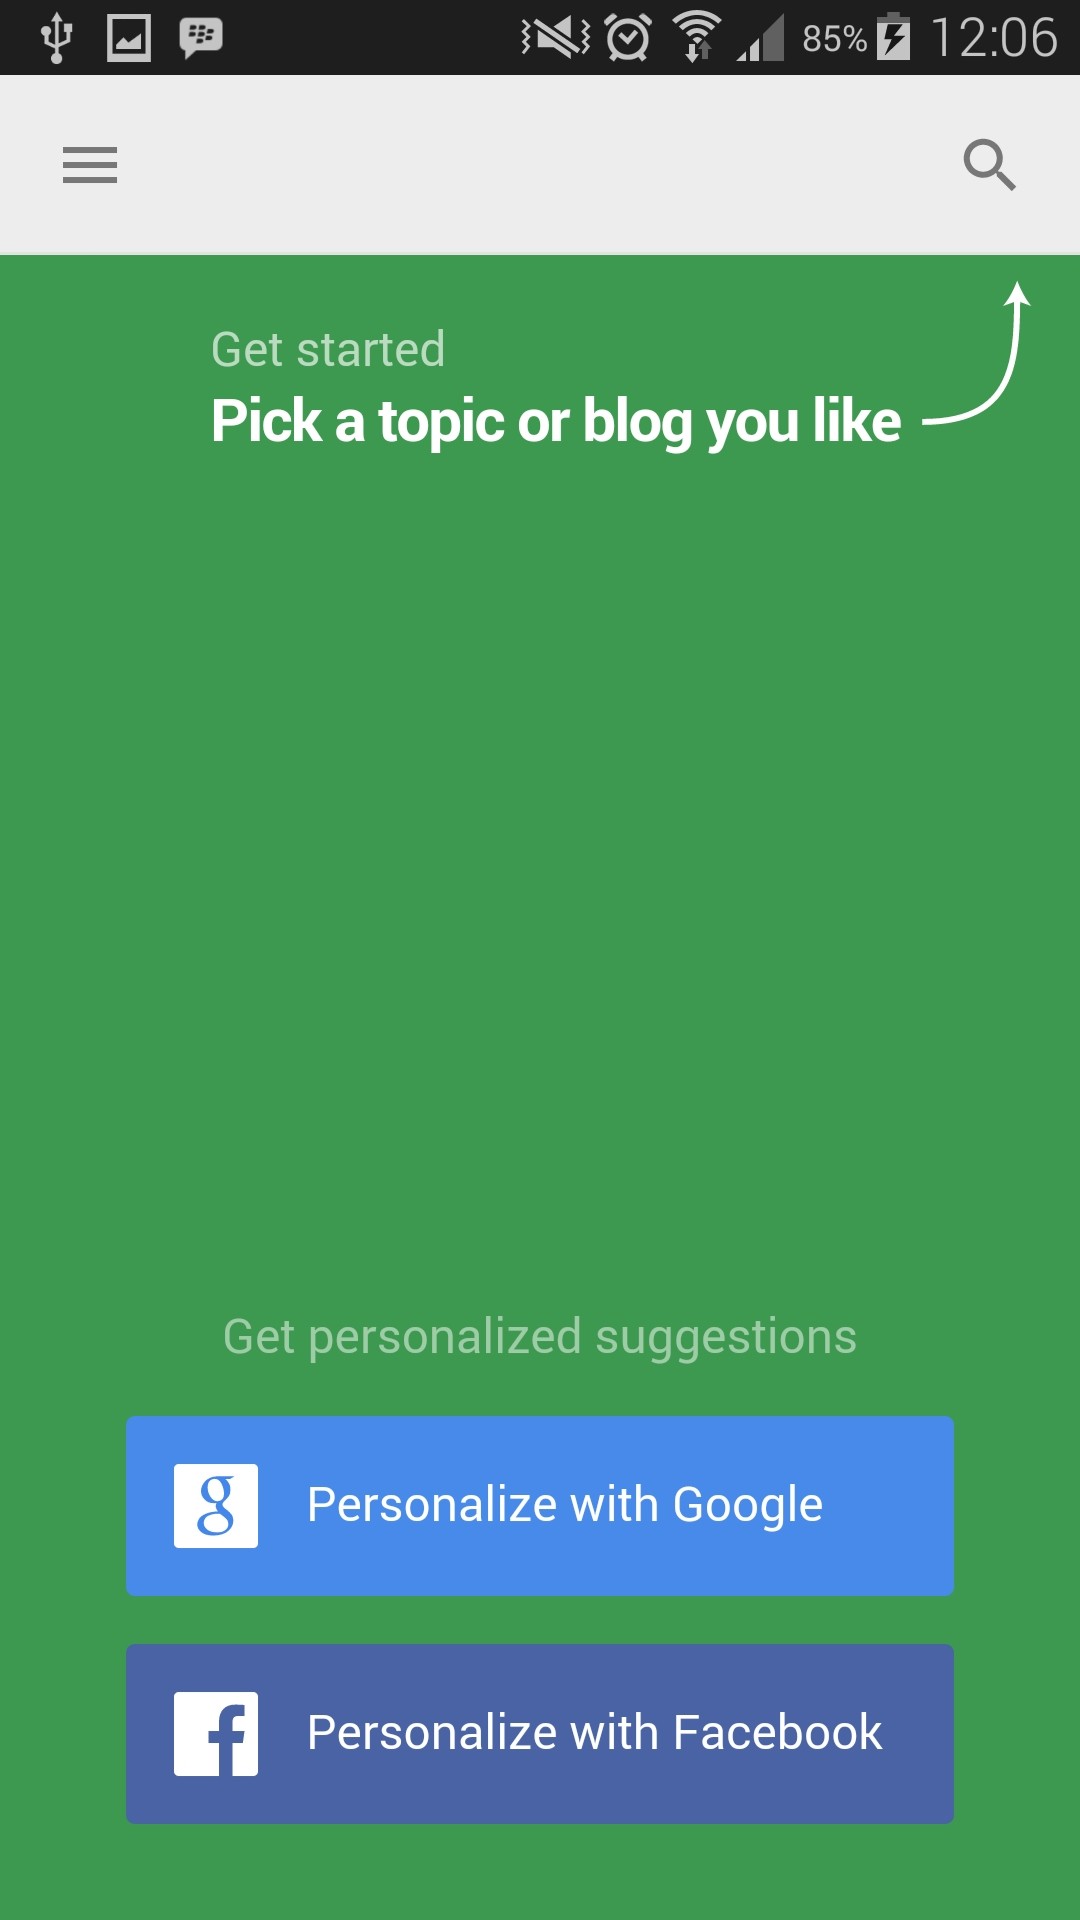 85% 12:06
Get started
Pick a topic or blog you like
Get personalized suggestions
g Personalize with Google
f Personalize with Facebook